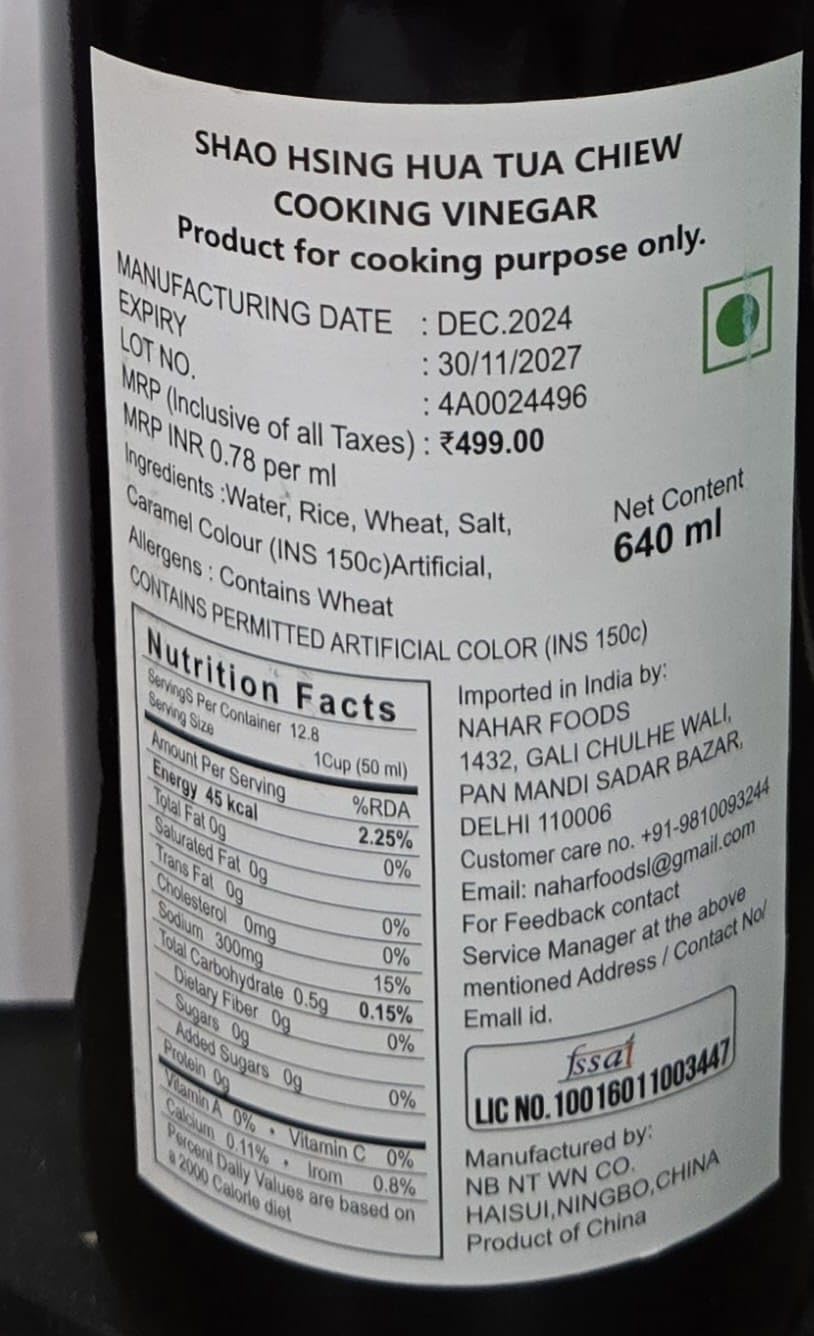 SHAO HSING HUA TUA CHIEW
COOKING VINEGAR
Product for cooking purpose only.
MANUFACTURING DATE : DEC.2024
EXPIRY : 30/11/2027
LOT NO. : 4A0024496
MRP (Inclusive of all Taxes) : ₹499.00
MRP INR 0.78 per ml
Ingredients :Water, Rice, Wheat, Salt,
Caramel Colour (INS 150c)Artificial,
Allergens : Contains Wheat
CONTAINS PERMITTED ARTIFICIAL COLOR (INS 150c)
Net Content
640 ml
Nutrition Facts
ServingS Per Container 12.8
Serving Size 1Cup (50 ml)
Amount Per Serving %RDA
Energy 45 kcal 2.25%
Total Fat 0g 0%
Saturated Fat 0g
Trans Fat 0g 0%
Cholesterol 0mg 0%
Sodium 300mg 15%
Total Carbohydrate 0.5g 0.15%
Dietary Fiber 0g 0%
Sugars 0g
Added Sugars 0g 0%
Protein 0g
Vitamin A 0% • Vitamin C 0%
Calcium 0.11% • Irom 0.8%
Percent Daily Values are based on
a 2000 Calorie diet
Imported in India by:
NAHAR FOODS
1432, GALI CHULHE WALI,
PAN MANDI SADAR BAZAR,
DELHI 110006
Customer care no. +91-9810093244
Email: naharfoodsl@gmail.com
For Feedback contact
Service Manager at the above
mentioned Address / Contact No/
Emall id.
fssai
LIC NO. 10016011003447
Manufactured by:
NB NT WN CO.
HAISUI,NINGBO,CHINA
Product of China